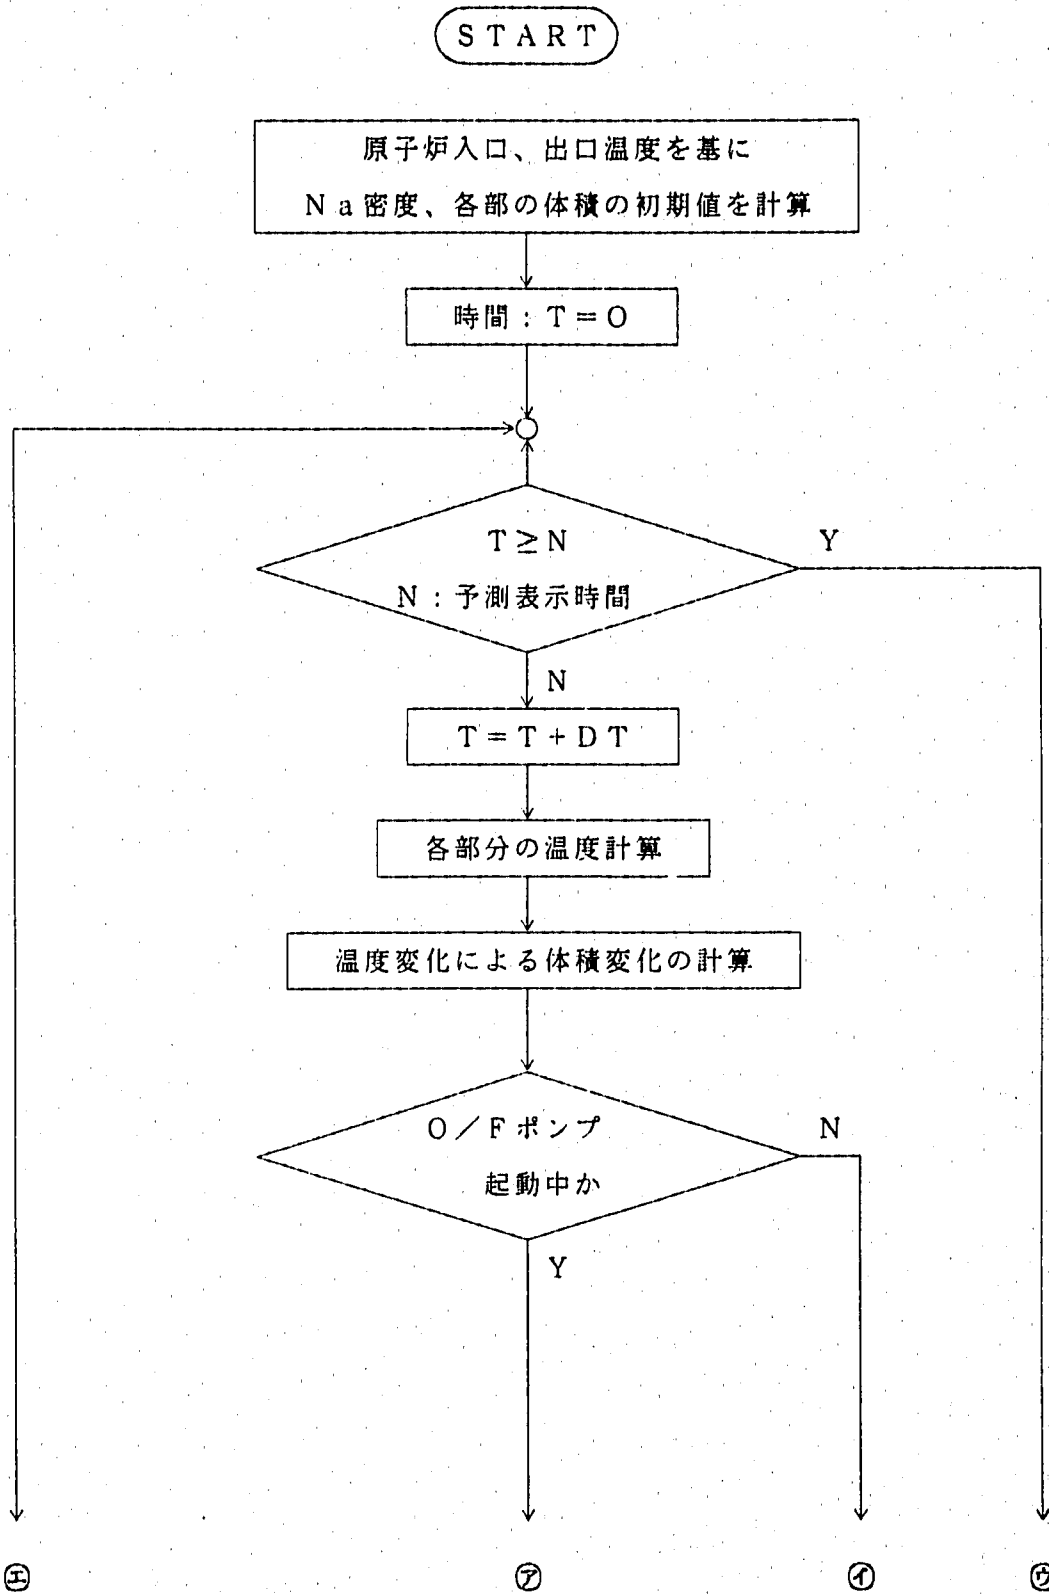 START
原子炉入口、出口温度を基に
Na密度、各部の体積の初期値を計算
時間：T＝O
T≧N
Y
N：予測表示時間
N
T＝T＋DT
各部分の温度計算
温度変化による体積変化の計算
O／Fポンプ
N
起動中か
Y
㋓ ㋐ ㋑ ㋒